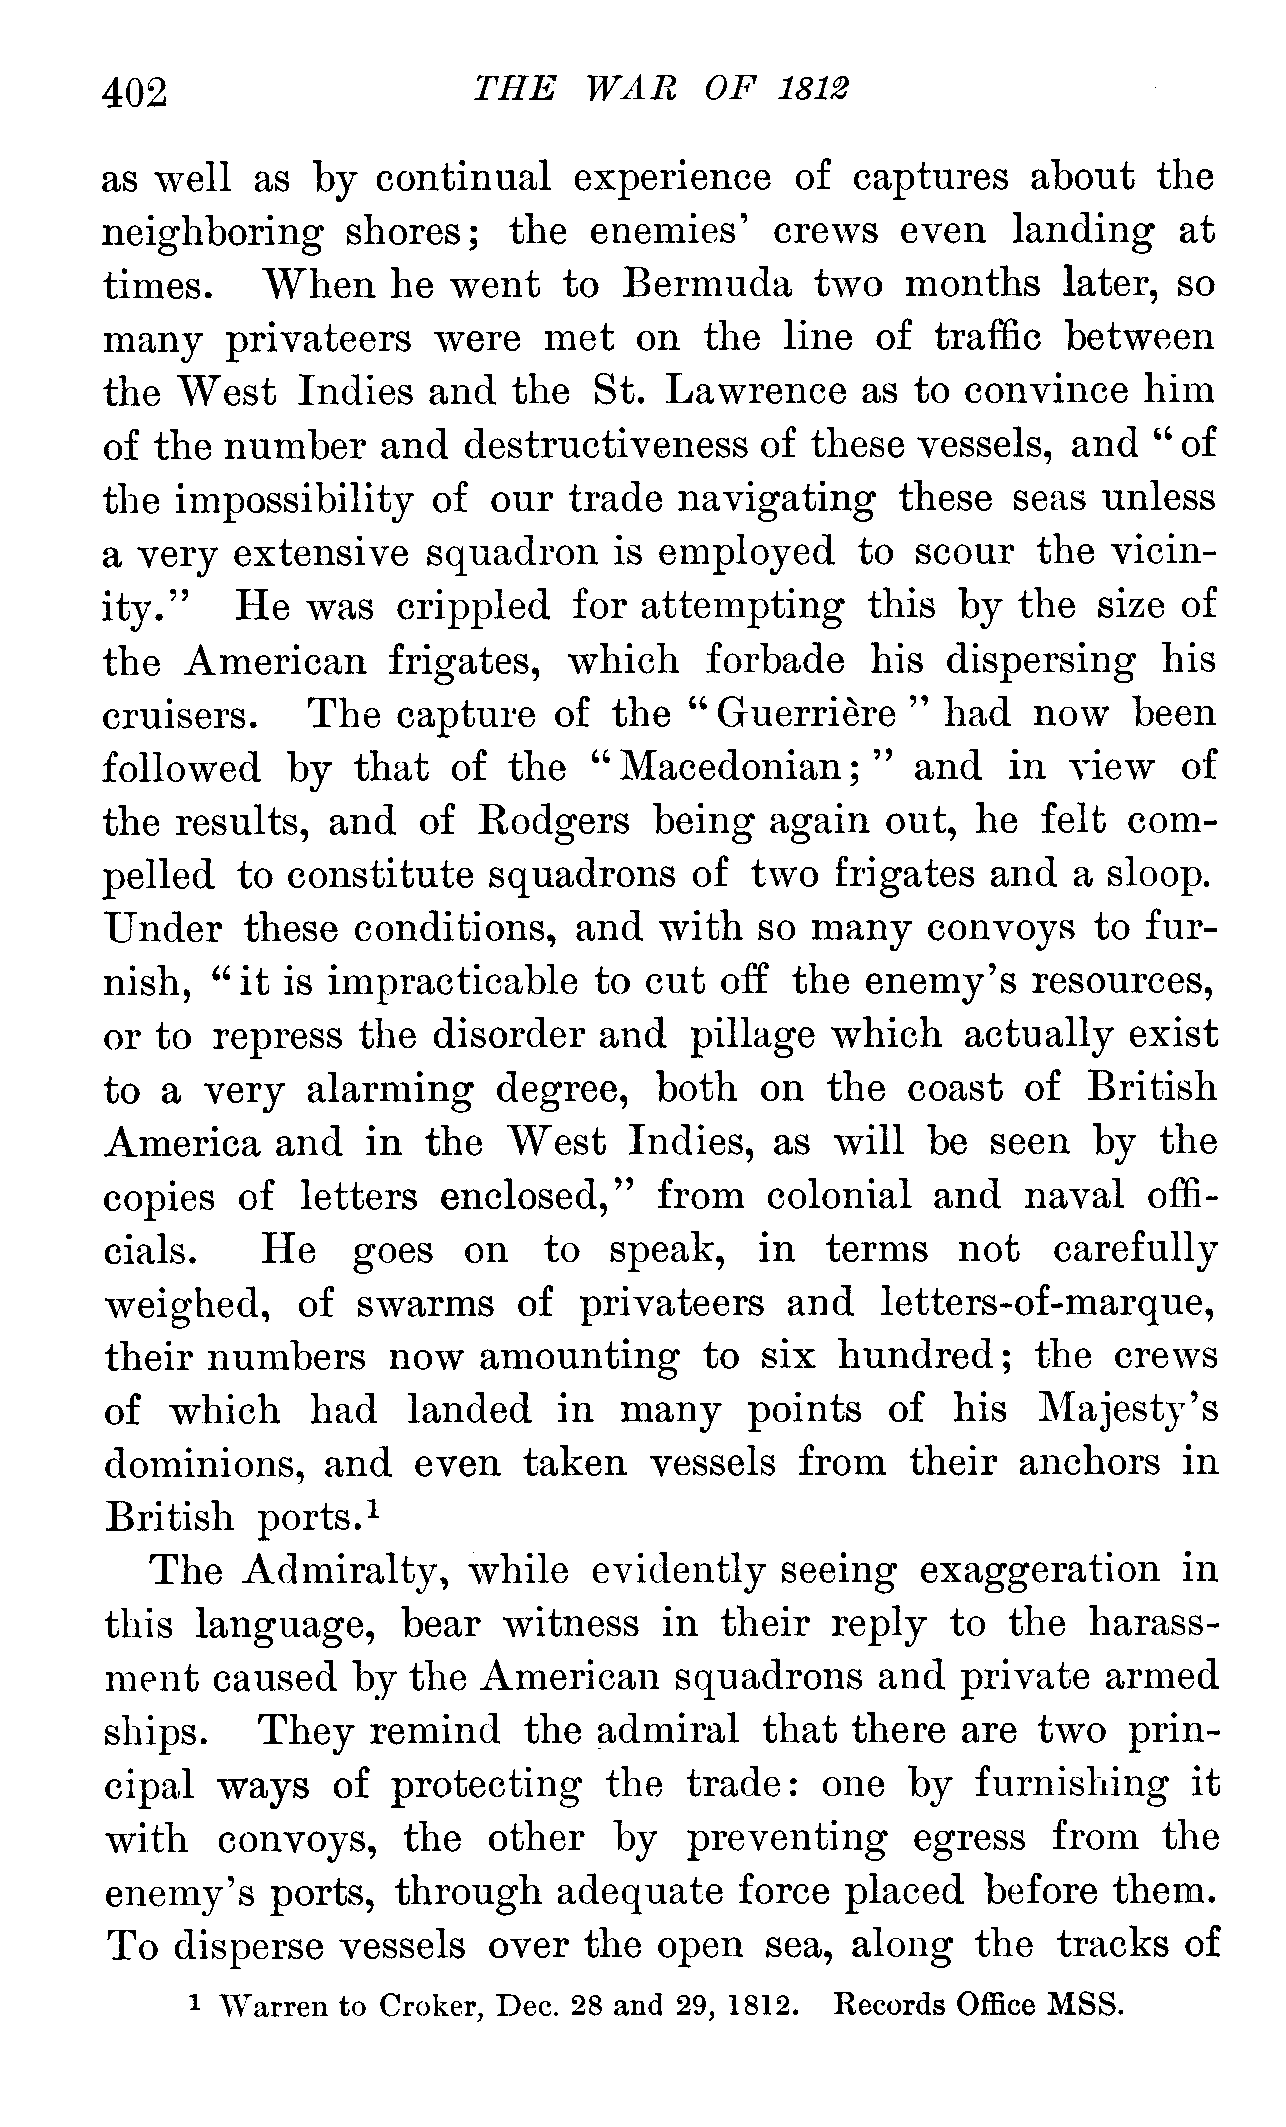 402 THE WAR OF 1812
as well as by continual experience of captures about the
neighboring shores; the enemies' crews even landing at
times. When he went to Bermuda two months later, so
many privateers were met on the line of traffic between
the West Indies and the St. Lawrence as to convince him
of the number and destructiveness of these vessels, and “of
the impossibility of our trade navigating these seas unless
a very extensive squadron is employed to scour the vicin-
ity.” He was crippled for attempting this by the size of
the American frigates, which forbade his dispersing his
cruisers. The capture of the “Guerrière” had now been
followed by that of the “Macedonian;” and in view of
the results, and of Rodgers being again out, he felt com-
pelled to constitute squadrons of two frigates and a sloop.
Under these conditions, and with so many convoys to fur-
nish, “it is impracticable to cut off the enemy's resources,
or to repress the disorder and pillage which actually exist
to a very alarming degree, both on the coast of British
America and in the West Indies, as will be seen by the
copies of letters enclosed,” from colonial and naval offi-
cials. He goes on to speak, in terms not carefully
weighed, of swarms of privateers and letters-of-marque,
their numbers now amounting to six hundred; the crews
of which had landed in many points of his Majesty's
dominions, and even taken vessels from their anchors in
British ports.¹
The Admiralty, while evidently seeing exaggeration in
this language, bear witness in their reply to the harass-
ment caused by the American squadrons and private armed
ships. They remind the admiral that there are two prin-
cipal ways of protecting the trade: one by furnishing it
with convoys, the other by preventing egress from the
enemy's ports, through adequate force placed before them.
To disperse vessels over the open sea, along the tracks of
¹ Warren to Croker, Dec. 28 and 29, 1812. Records Office MSS.